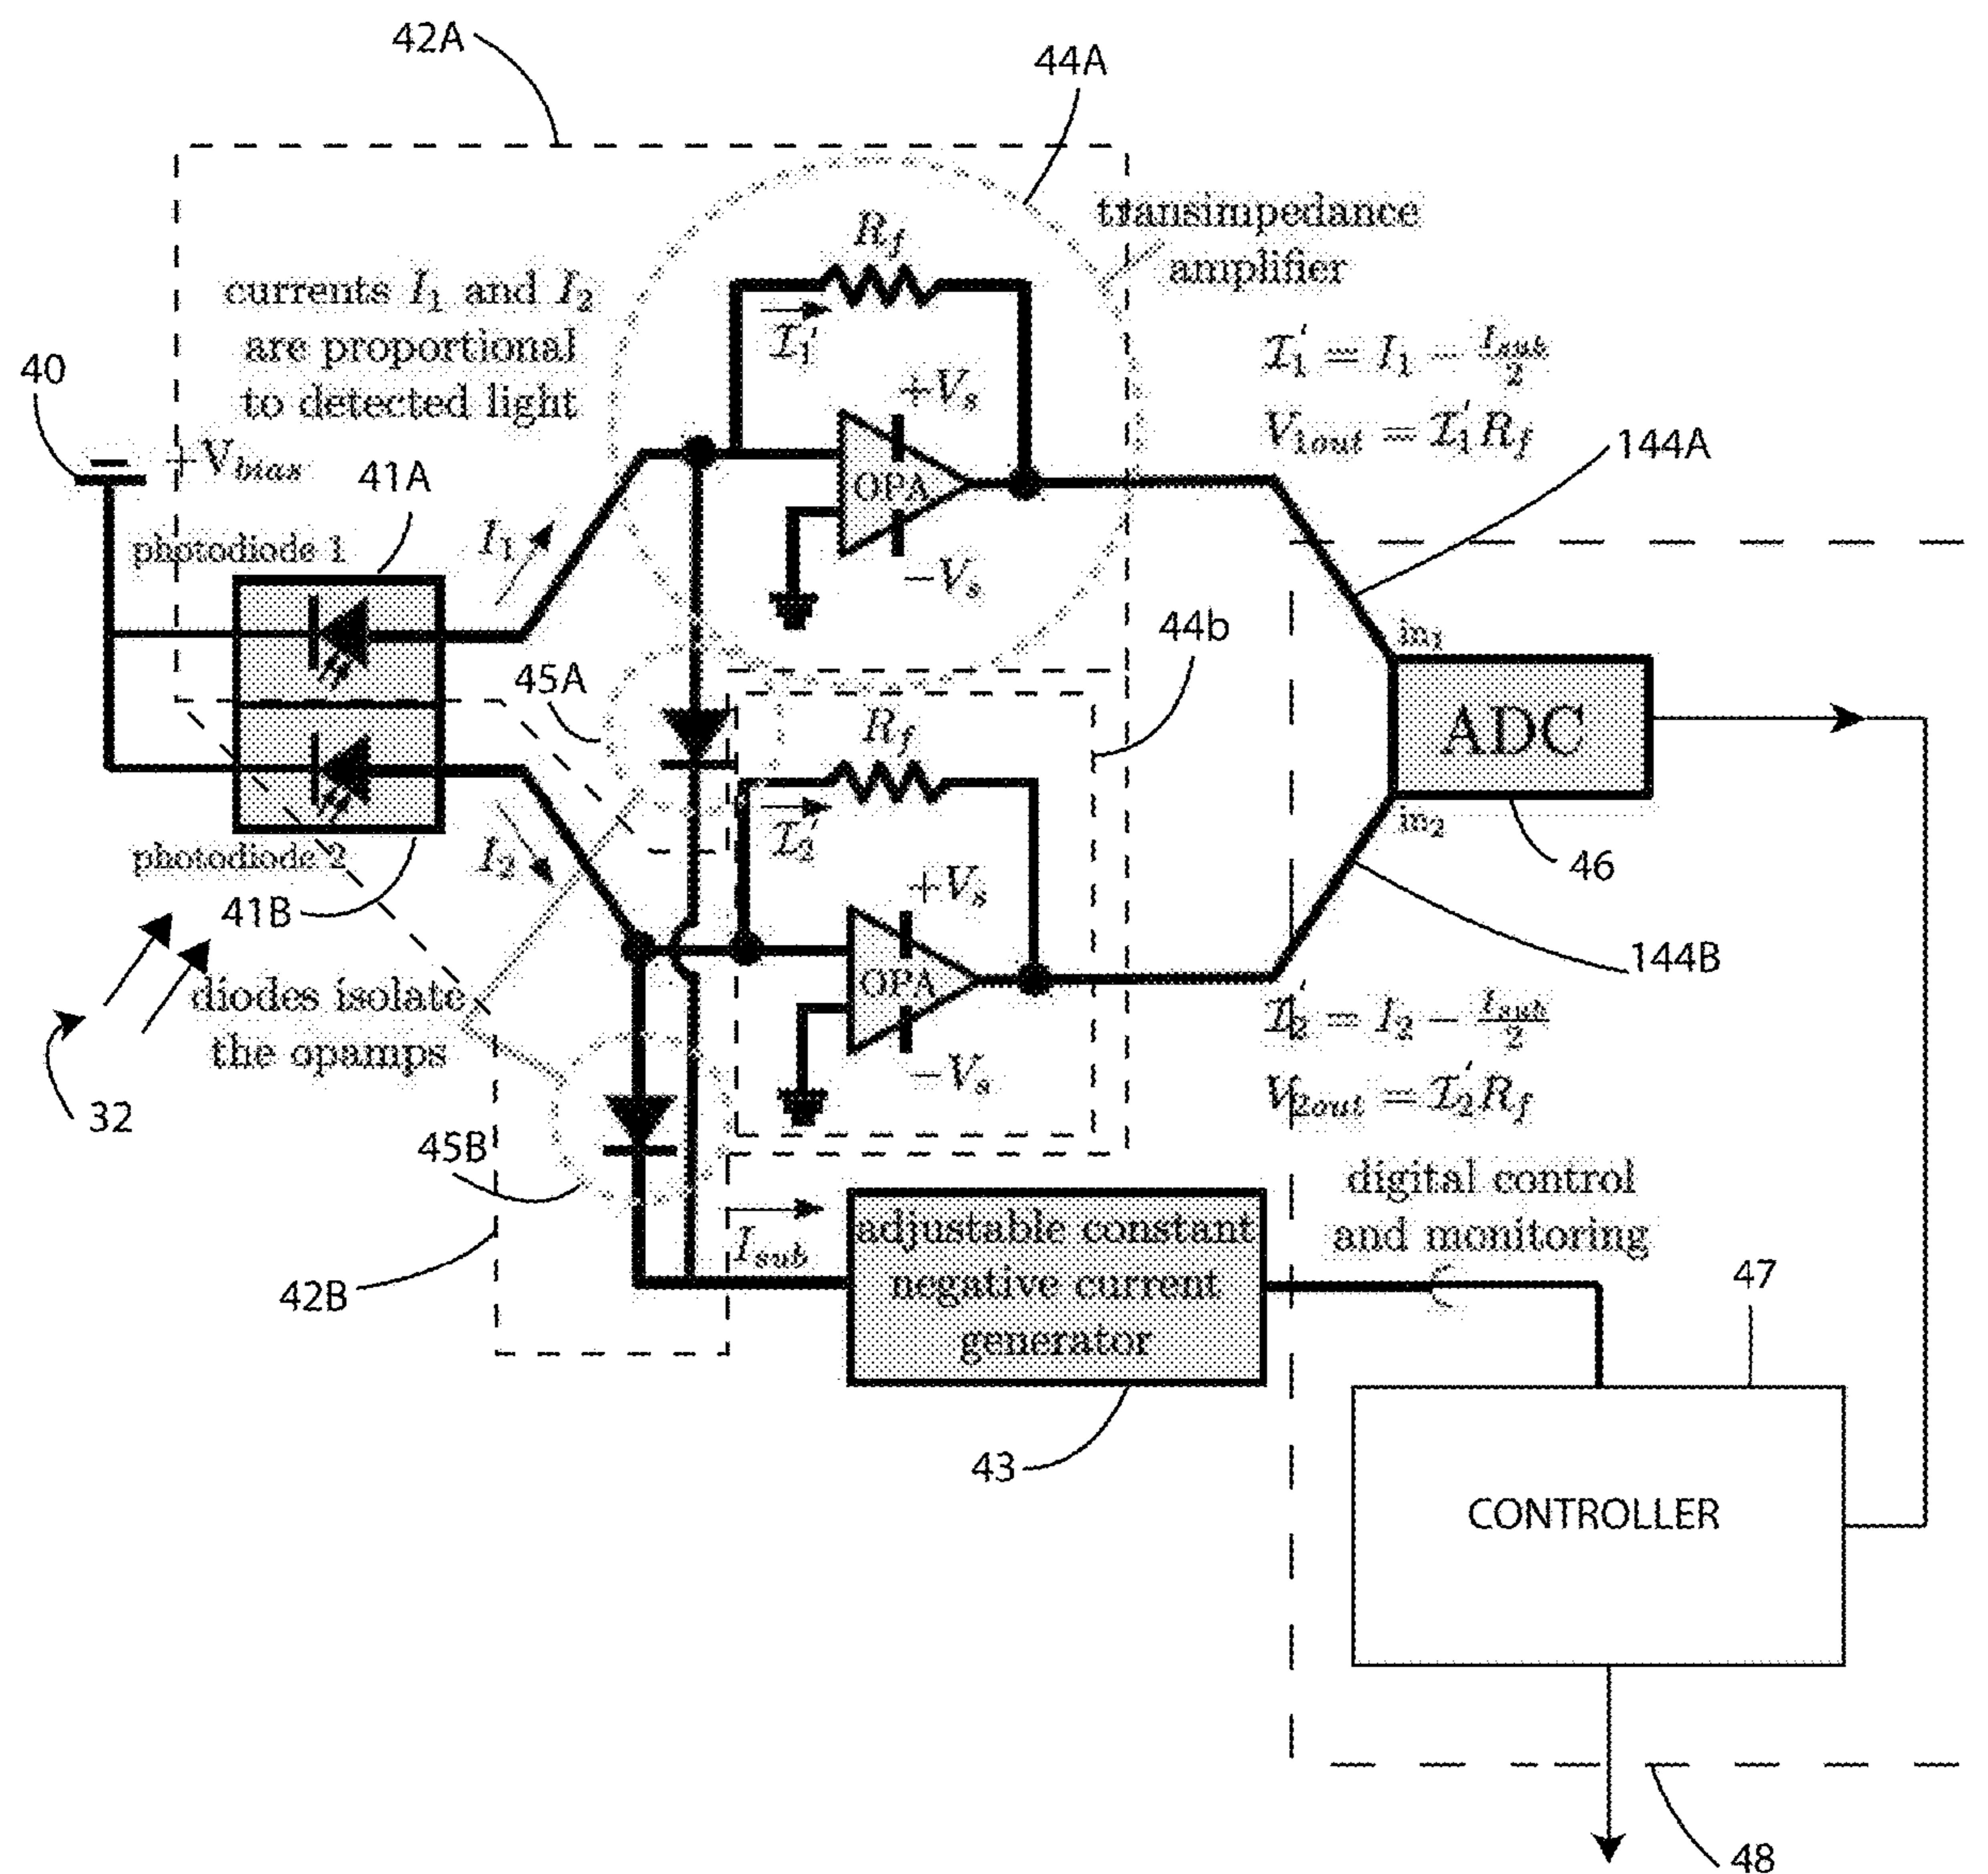 42A
44A
transimpedance
amplifier
R_f
currents I_1 and I_2
are proportional
to detected light
I_1'
I_1' = I_1 − I_sub/2
V_1out = I_1' R_f
40
+V_bias
41A
+V_s
OPA
−V_s
144A
photodiode 1
I_1
44b
in_1
45A
R_f
ADC
I_2'
in_2
46
photodiode 2
I_2
41B
+V_s
OPA
−V_s
144B
diodes isolate
the opamps
32
I_2' = I_2 − I_sub/2
V_2out = I_2' R_f
45B
42B
I_sub
adjustable constant
negative current
generator
digital control
and monitoring
47
43
CONTROLLER
48